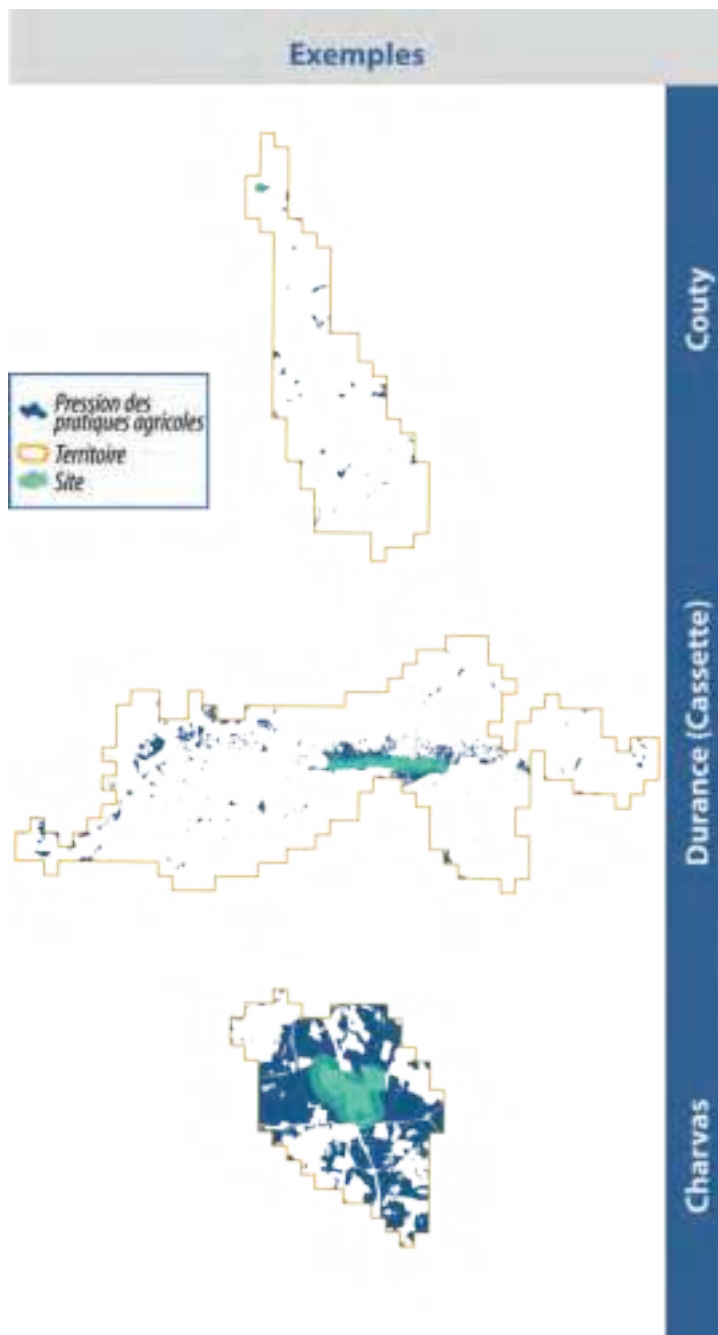 Exemples
Couty
Pression des
pratiques agricoles
Territoire
Site
Durance (Cassette)
Charvas